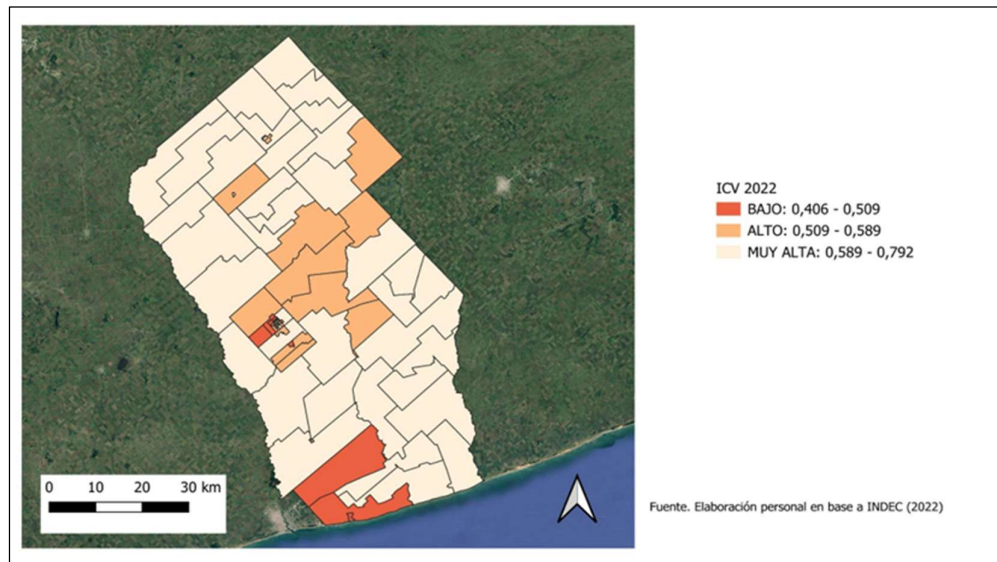 ICV 2022
BAJO: 0,406 - 0,509
ALTO: 0,509 - 0,589
MUY ALTA: 0,589 - 0,792
0 10 20 30 km
Fuente. Elaboración personal en base a INDEC (2022)